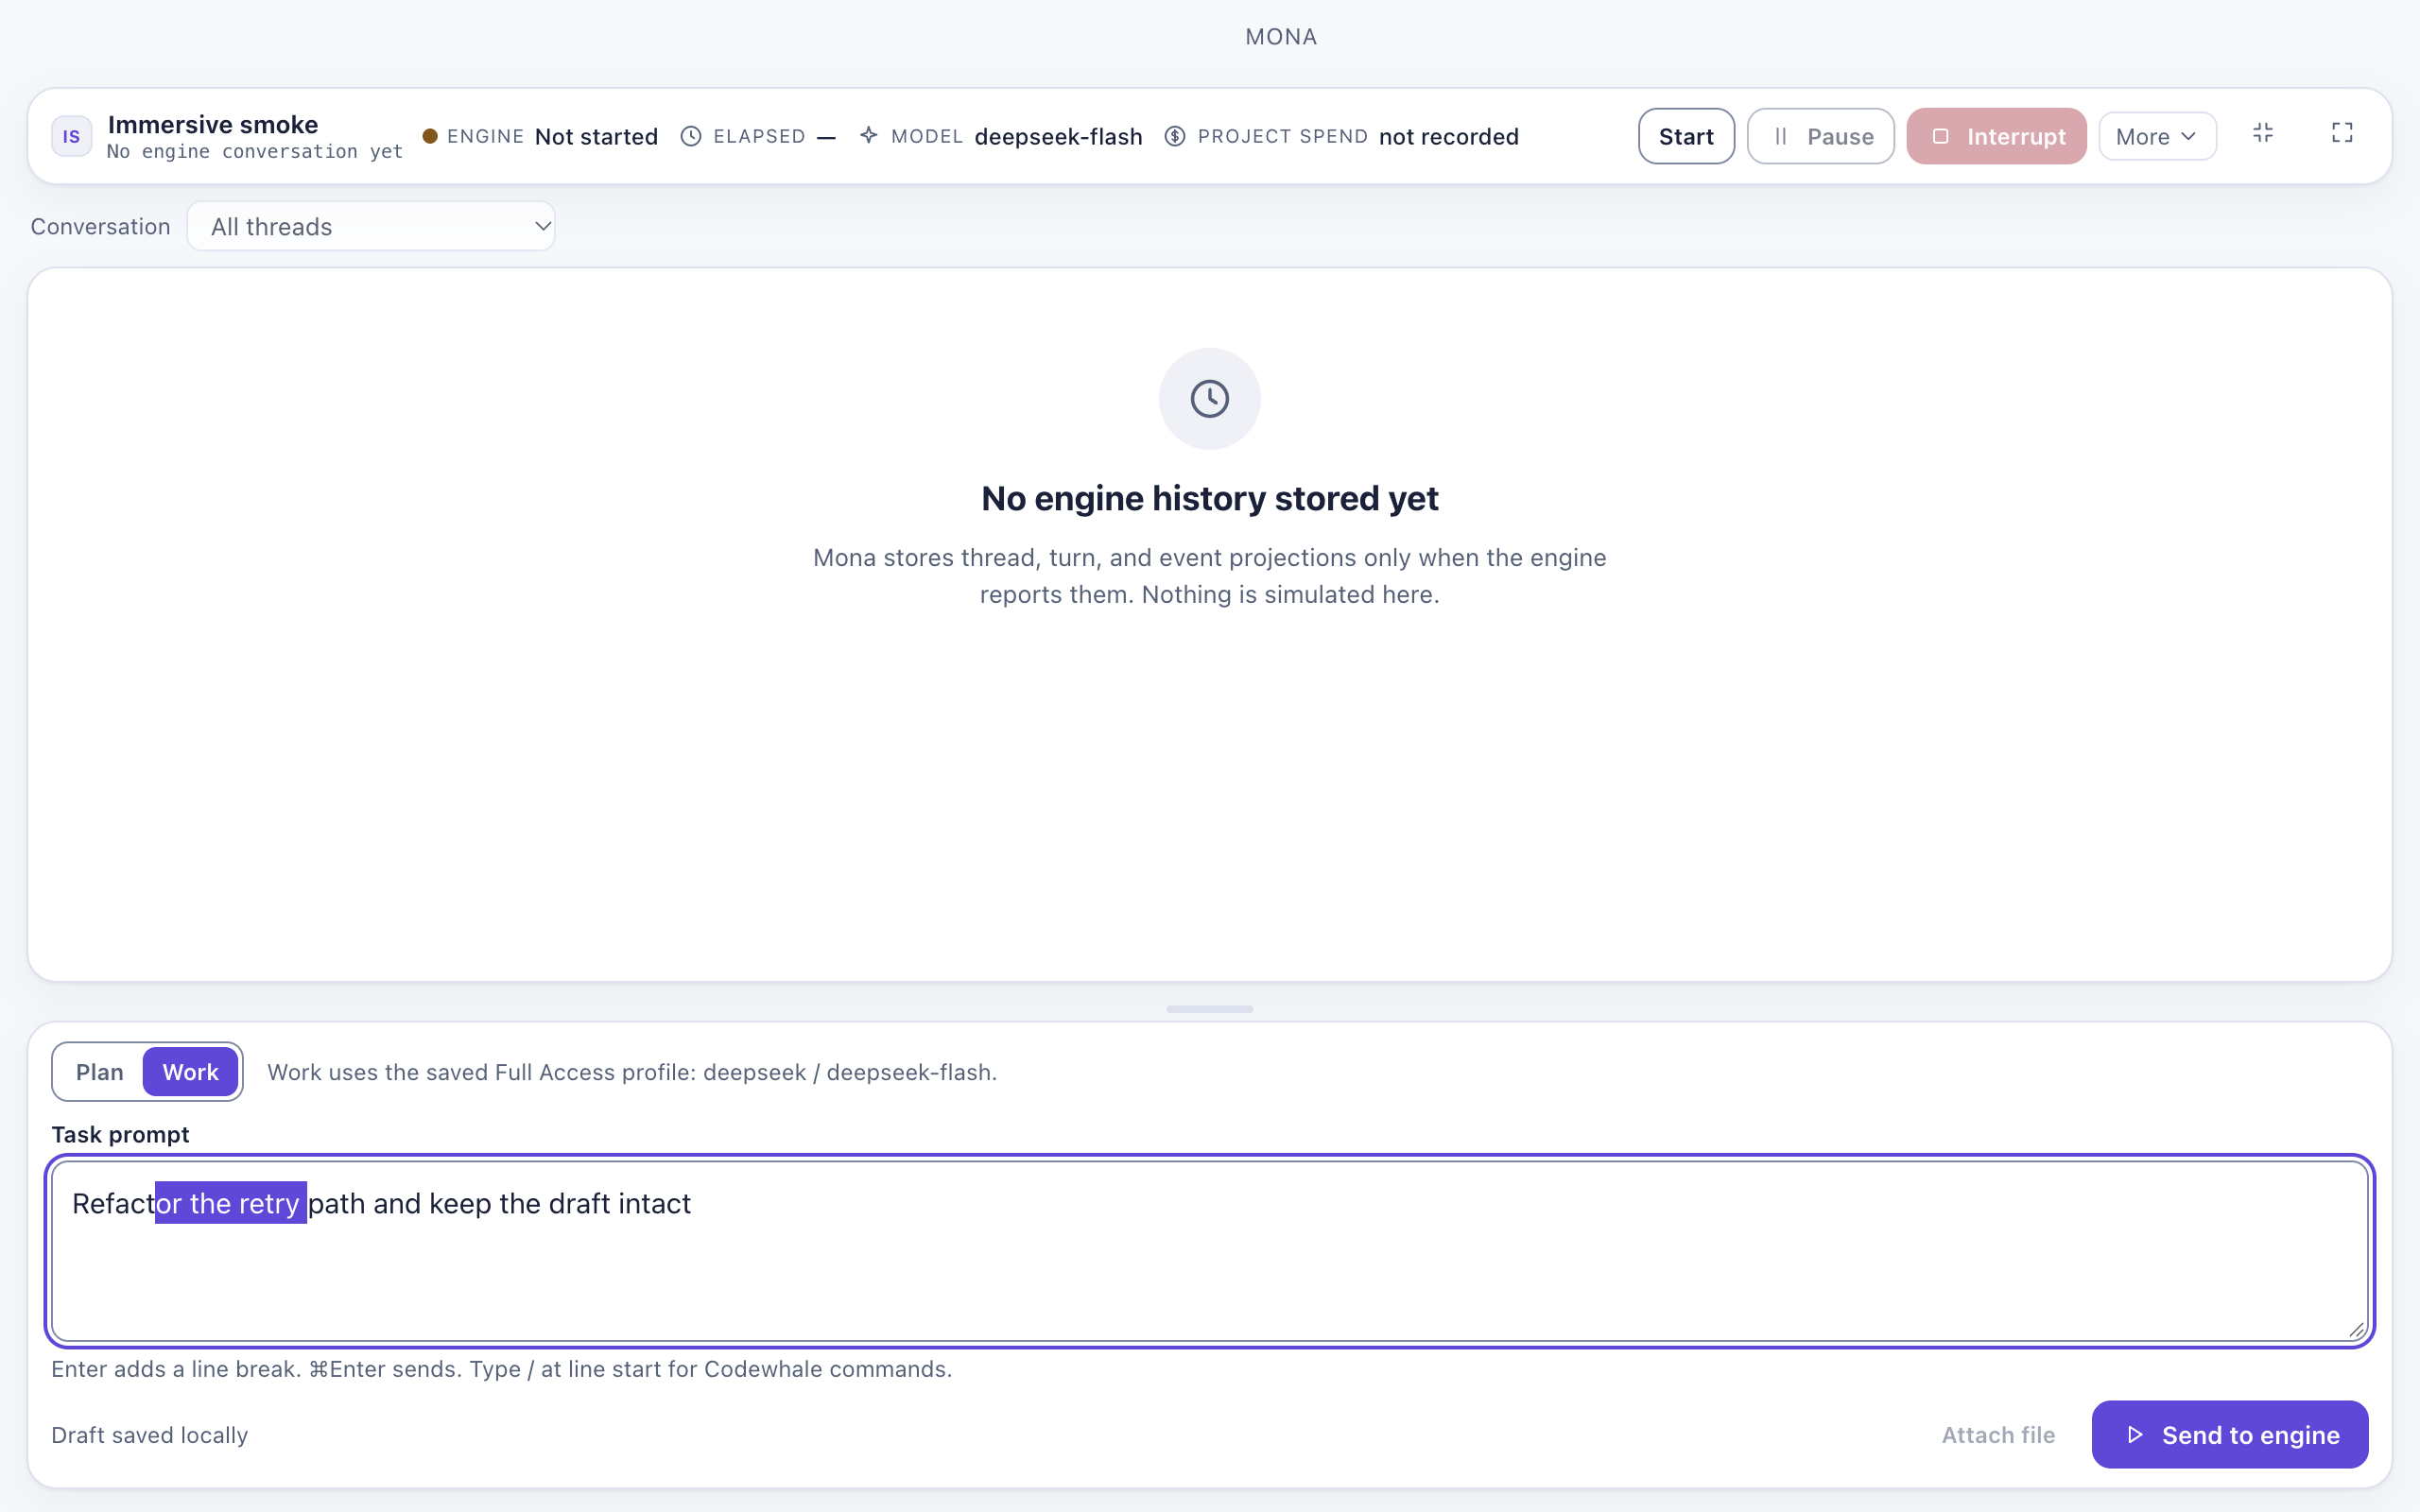 MONA
IS
Immersive smoke
No engine conversation yet
ENGINE Not started
ELAPSED —
MODEL deepseek-flash
PROJECT SPEND not recorded
Start
Pause
Interrupt
More
Conversation
All threads
No engine history stored yet
Mona stores thread, turn, and event projections only when the engine
reports them. Nothing is simulated here.
Plan
Work
Work uses the saved Full Access profile: deepseek / deepseek-flash.
Task prompt
Refactor the retry path and keep the draft intact
Enter adds a line break. ⌘Enter sends. Type / at line start for Codewhale commands.
Draft saved locally
Attach file
Send to engine